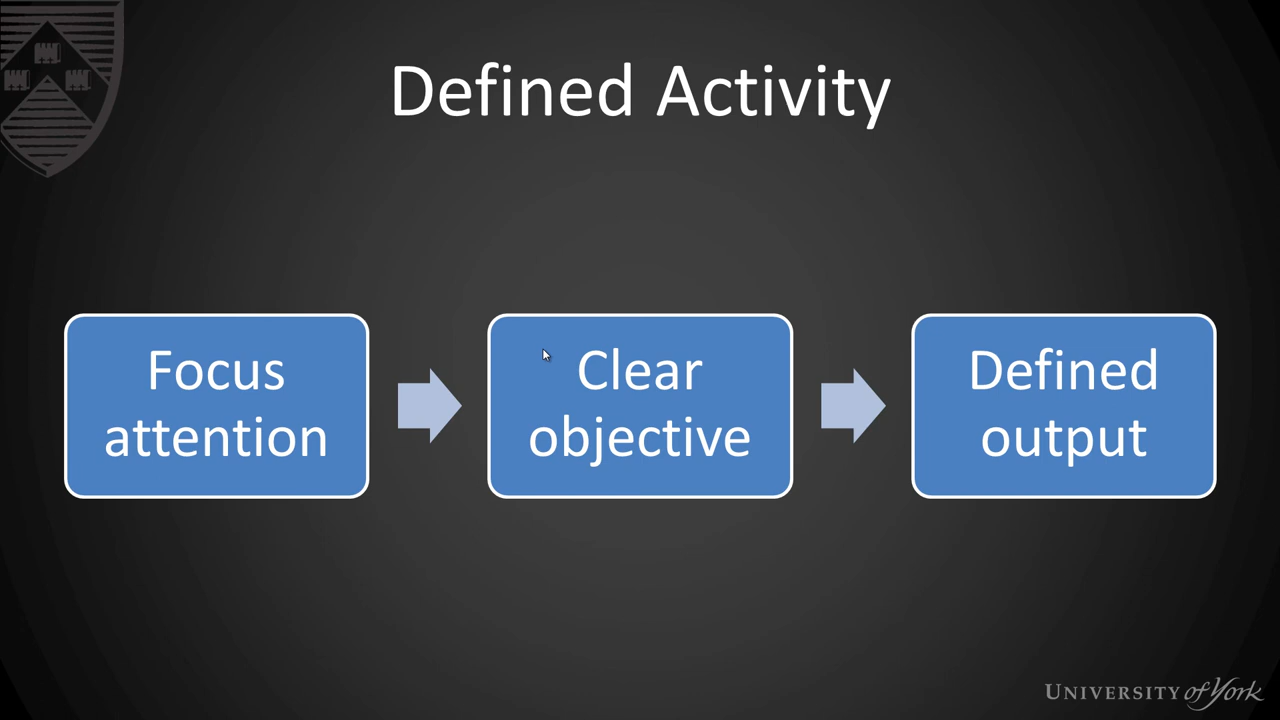 Defined Activity
Focus
attention
Clear
objective
Defined
output
UNIVERSITY of York